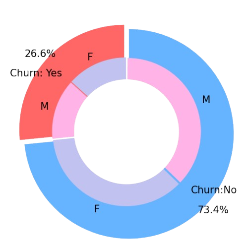 26.6%
Churn: Yes
F
M
M
F
Churn:No
73.4%